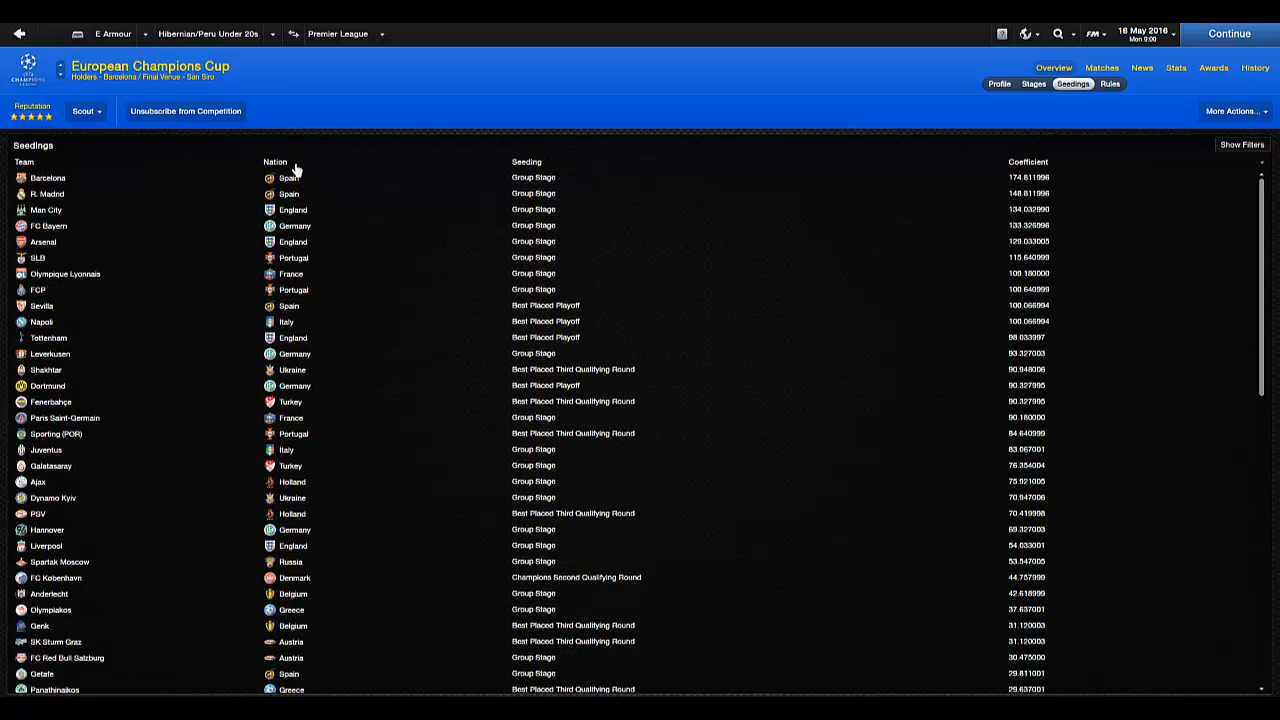 E Armour Hibernian/Peru Under 20s Premier League FM 16 May 2016 Continue
Mon 9:00
European Champions Cup
Holders - Barcelona / Final Venue - San Siro
Overview Matches News Stats Awards History
Profile Stages Seedings Rules
Reputation Scout Unsubscribe from Competition More Actions...
Seedings Show Filters
Team Nation Seeding Coefficient
Barcelona Spain Group Stage 174.811996
R. Madrid Spain Group Stage 148.811996
Man City England Group Stage 134.032990
FC Bayern Germany Group Stage 133.326996
Arsenal England Group Stage 129.033005
SLB Portugal Group Stage 115.640999
Olympique Lyonnais France Group Stage 109.180000
FCP Portugal Group Stage 100.640999
Sevilla Spain Best Placed Playoff 100.066994
Napoli Italy Best Placed Playoff 100.066994
Tottenham England Best Placed Playoff 98.033997
Leverkusen Germany Group Stage 93.327003
Shakhtar Ukraine Best Placed Third Qualifying Round 90.948006
Dortmund Germany Best Placed Playoff 90.327995
Fenerbahçe Turkey Best Placed Third Qualifying Round 90.327995
Paris Saint-Germain France Group Stage 90.180000
Sporting (POR) Portugal Best Placed Third Qualifying Round 84.640999
Juventus Italy Group Stage 83.067001
Galatasaray Turkey Group Stage 76.354004
Ajax Holland Group Stage 75.921005
Dynamo Kyiv Ukraine Group Stage 70.947006
PSV Holland Best Placed Third Qualifying Round 70.419998
Hannover Germany Group Stage 69.327003
Liverpool England Group Stage 54.033001
Spartak Moscow Russia Group Stage 53.547005
FC København Denmark Champions Second Qualifying Round 44.757999
Anderlecht Belgium Group Stage 42.618999
Olympiakos Greece Group Stage 37.637001
Genk Belgium Best Placed Third Qualifying Round 31.120003
SK Sturm Graz Austria Best Placed Third Qualifying Round 31.120003
FC Red Bull Salzburg Austria Group Stage 30.475000
Getafe Spain Group Stage 29.811001
Panathinaikos Greece Best Placed Third Qualifying Round 29.637001